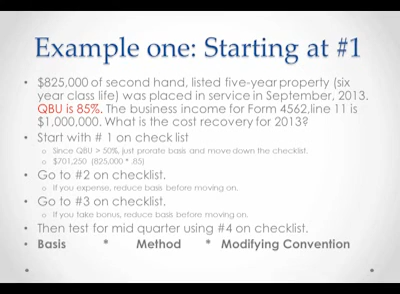 Example one: Starting at #1
• $825,000 of second hand, listed five-year property (six
year class life) was placed in service in September, 2013.
QBU is 85%. The business income for Form 4562,line 11 is
$1,000,000. What is the cost recovery for 2013?
• Start with # 1 on check list
o Since QBU > 50%, just prorate basis and move down the checklist.
o $701,250 (825,000 * .85)
• Go to #2 on checklist.
o If you expense, reduce basis before moving on.
• Go to #3 on checklist.
o If you take bonus, reduce basis before moving on.
• Then test for mid quarter using #4 on checklist.
• Basis * Method * Modifying Convention